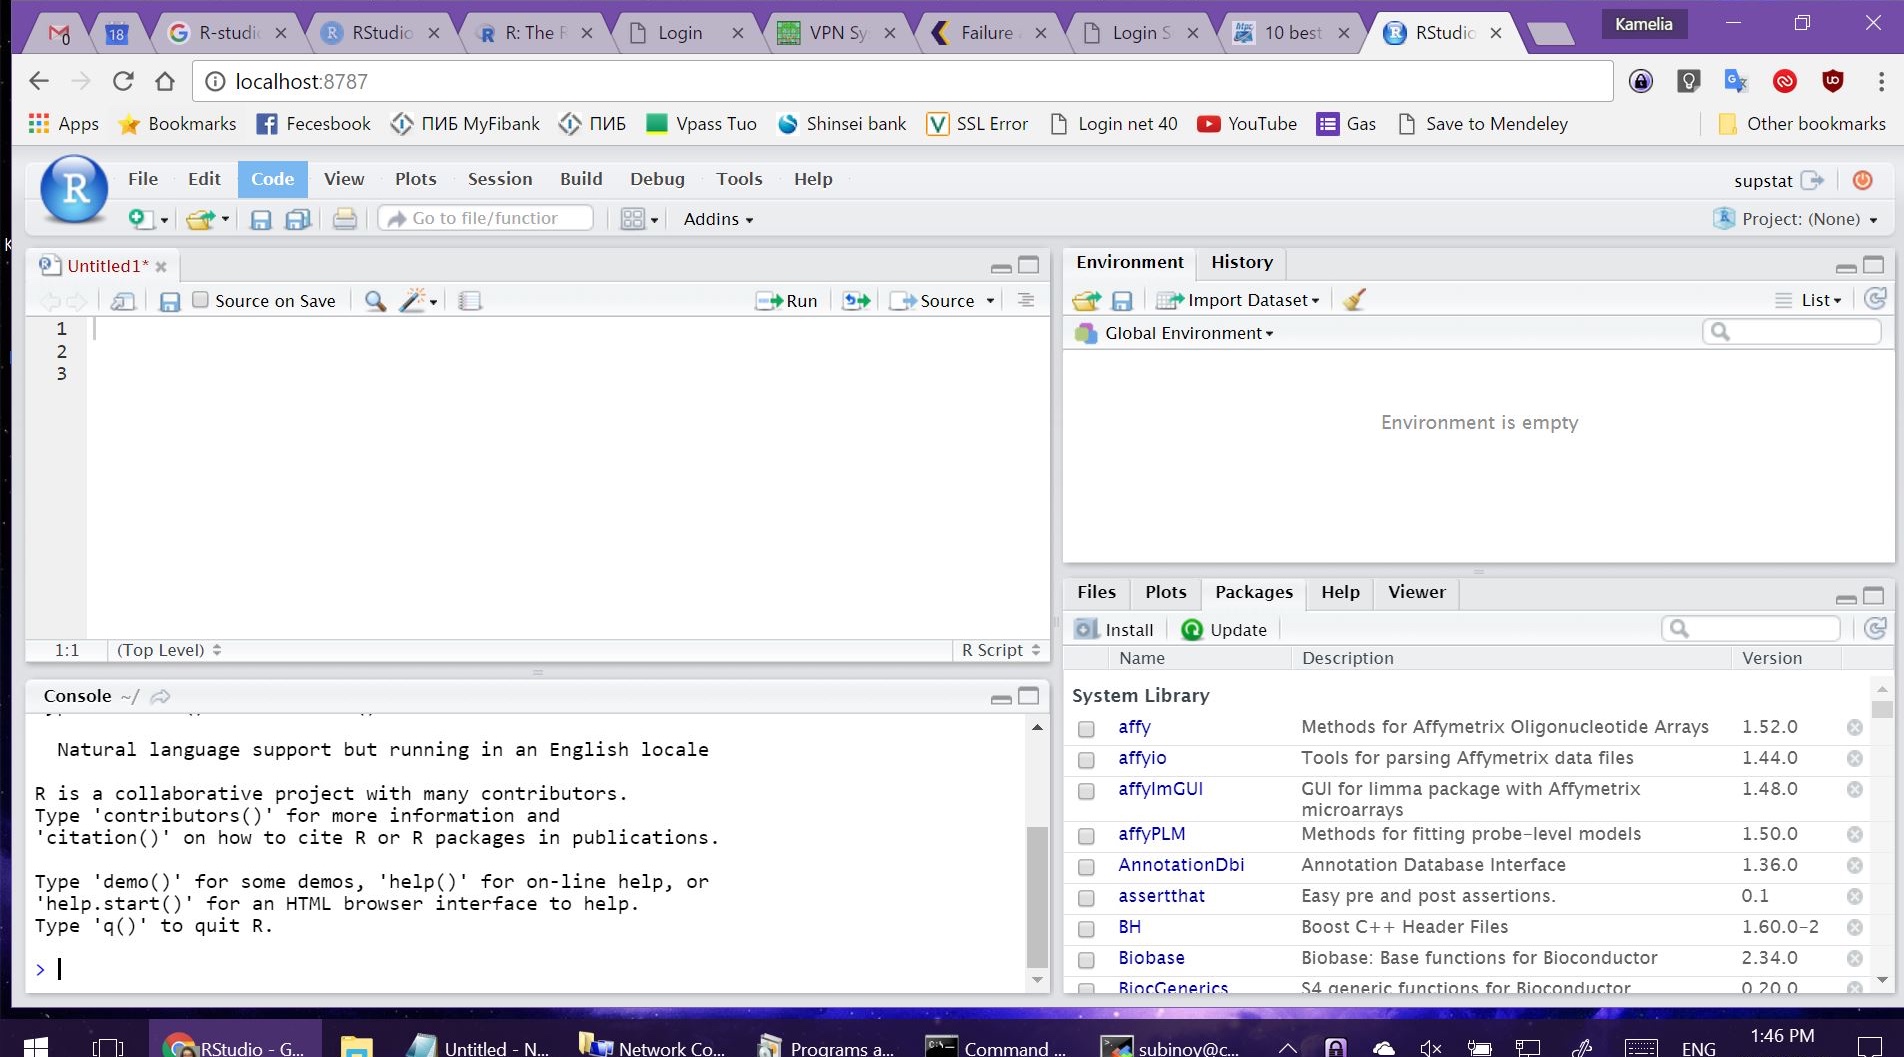 0
18
R-studi
RStudio
R: The R
Login
VPN Sy
Failure
Login S
10 best
RStudio
Kamelia
localhost:8787
Apps
Bookmarks
Fecesbook
ПИБ MyFibank
ПИБ
Vpass Tuo
Shinsei bank
SSL Error
Login net 40
YouTube
Gas
Save to Mendeley
Other bookmarks
R
File Edit Code View Plots Session Build Debug Tools Help
supstat
Go to file/function
Addins
Project: (None)
Untitled1*
Source on Save
Run
Source
1
2
3
1:1 (Top Level)
R Script
Console ~/
Natural language support but running in an English locale
R is a collaborative project with many contributors.
Type 'contributors()' for more information and
'citation()' on how to cite R or R packages in publications.
Type 'demo()' for some demos, 'help()' for on-line help, or
'help.start()' for an HTML browser interface to help.
Type 'q()' to quit R.
>
Environment History
Import Dataset
List
Global Environment
Environment is empty
Files Plots Packages Help Viewer
Install Update
Name Description Version
System Library
affy Methods for Affymetrix Oligonucleotide Arrays 1.52.0
affyio Tools for parsing Affymetrix data files 1.44.0
affylmGUI GUI for limma package with Affymetrix microarrays 1.48.0
affyPLM Methods for fitting probe-level models 1.50.0
AnnotationDbi Annotation Database Interface 1.36.0
assertthat Easy pre and post assertions. 0.1
BH Boost C++ Header Files 1.60.0-2
Biobase Biobase: Base functions for Bioconductor 2.34.0
BiocGenerics S4 generic functions for Bioconductor 0.20.0
RStudio - G...
Untitled - N...
Network Co...
Programs a...
Command ...
subinoy@c...
ENG
1:46 PM